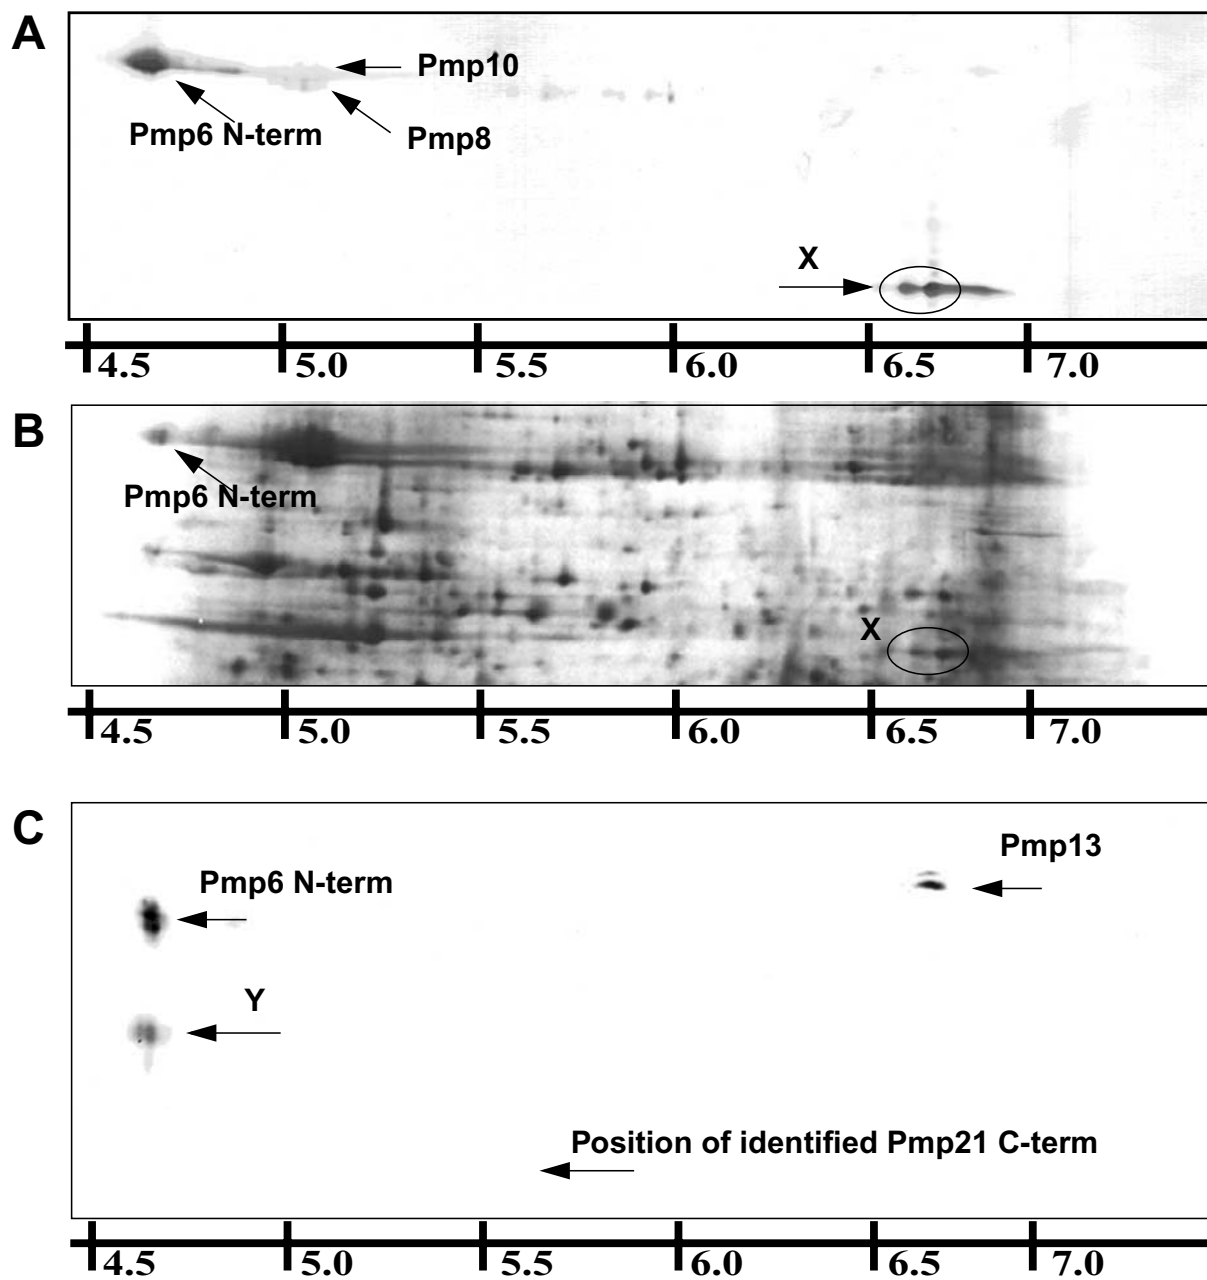 A
Pmp10
Pmp6 N-term
Pmp8
X
4.5 5.0 5.5 6.0 6.5 7.0
B
Pmp6 N-term
X
4.5 5.0 5.5 6.0 6.5 7.0
C
Pmp13
Pmp6 N-term
Y
Position of identified Pmp21 C-term
4.5 5.0 5.5 6.0 6.5 7.0